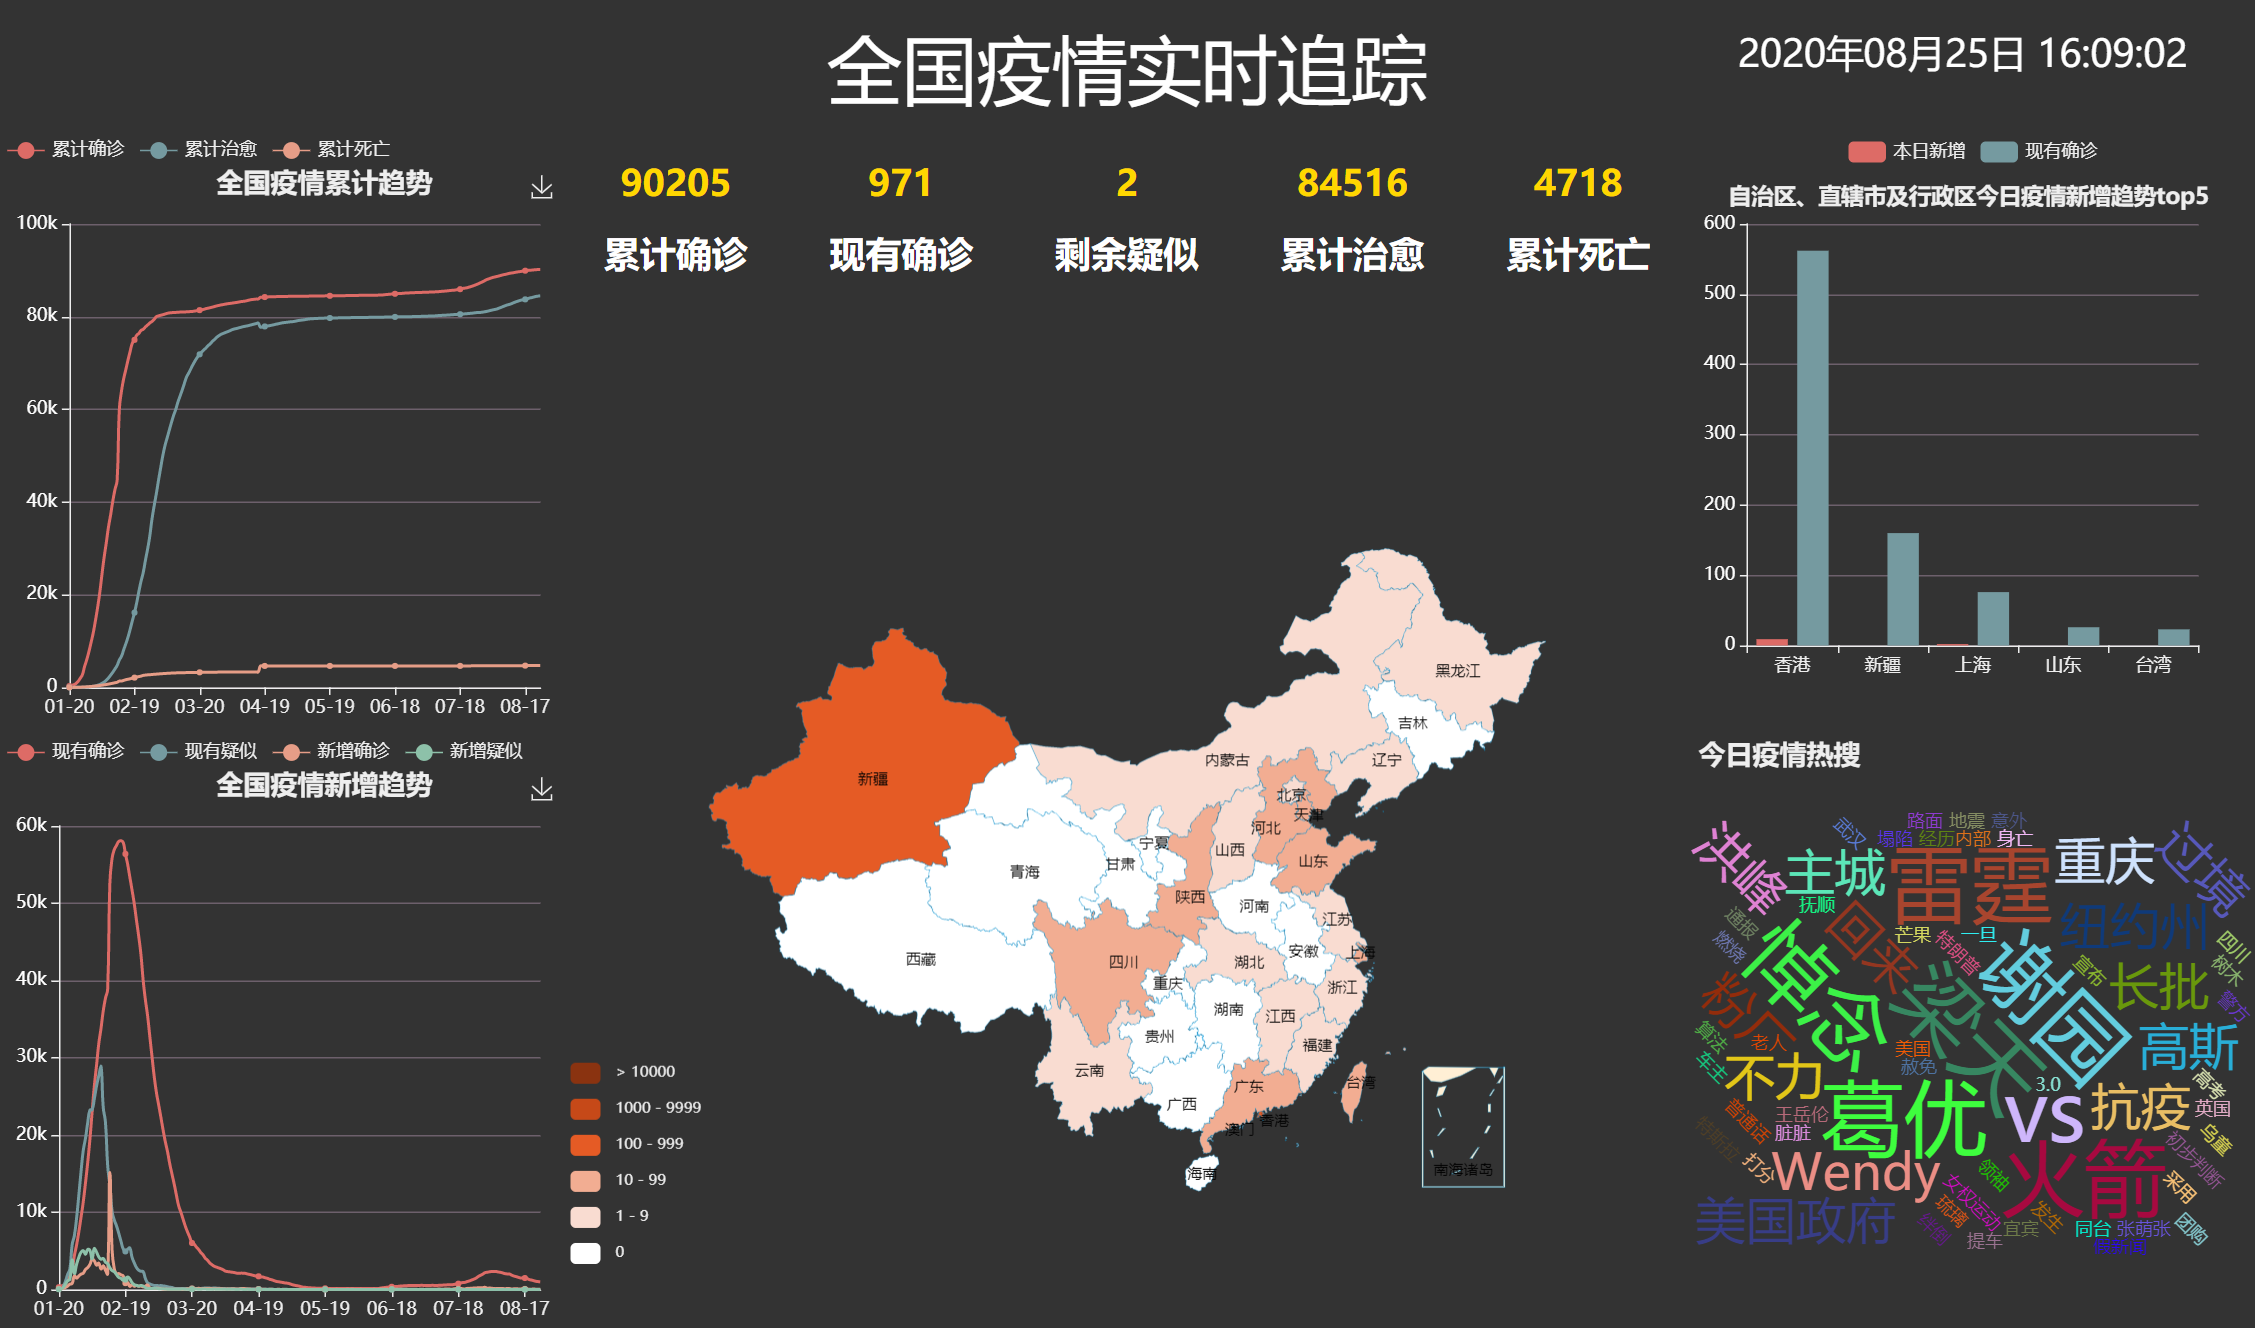 全国疫情实时追踪
2020年08月25日 16:09:02
累计确诊 累计治愈 累计死亡
全国疫情累计趋势
100k
80k
60k
40k
20k
0
01-20 02-19 03-20 04-19 05-19 06-18 07-18 08-17
现有确诊 现有疑似 新增确诊 新增疑似
全国疫情新增趋势
60k
50k
40k
30k
20k
10k
0
01-20 02-19 03-20 04-19 05-19 06-18 07-18 08-17
90205 971 2 84516 4718
累计确诊 现有确诊 剩余疑似 累计治愈 累计死亡
黑龙江
吉林
内蒙古
辽宁
新疆
北京
天津
河北
宁夏
山西
山东
甘肃
青海
陕西
河南
江苏
安徽
上海
西藏
四川
湖北
重庆
浙江
湖南
江西
贵州
福建
云南
广东
台湾
广西
香港
澳门
海南
南海诸岛
> 10000
1000 - 9999
100 - 999
10 - 99
1 - 9
0
本日新增 现有确诊
自治区、直辖市及行政区今日疫情新增趋势top5
600
500
400
300
200
100
0
香港 新疆 上海 山东 台湾
今日疫情热搜
路面 地震 意外
武汉
塌陷 经历 内部 身亡
洪峰
主城
雷霆
重庆
过境
抚顺
通报
燃烧
回来
芒果
特朗普
一旦
纽约州
四川
树木
悼念
梁天
谢园
宣布
长批
警方
粉厂
算法
车主
老人
美国
赦免
高斯
不力
3.0
高考
普通话
王岳伦
脏脏
葛优
vs
抗疫
英国
乌童
特斯拉
打分
Wendy
领袖
火箭
初步判断
采用
美国政府
女权运动
琉璃
提车
宜宾
发生
同台
张萌张
团购